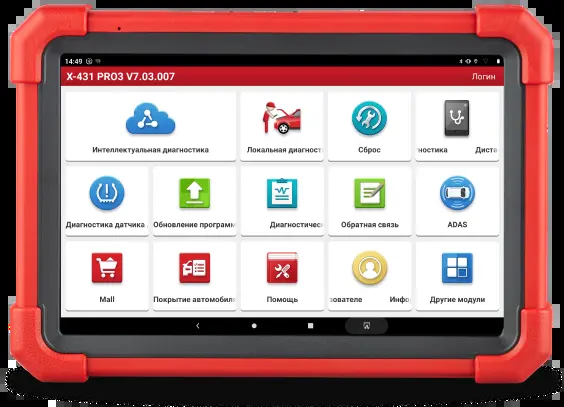 14:49
X-431 PRO3 V7.03.007
Логин
Интеллектуальная диагностика
Локальная диагност
Сброс
ностика Диста
Диагностика датчика
Обновление програм
Диагностичес
Обратная связь
ADAS
Mall
Покрытие автомобил
Помощь
зователе Инфо
Другие модули